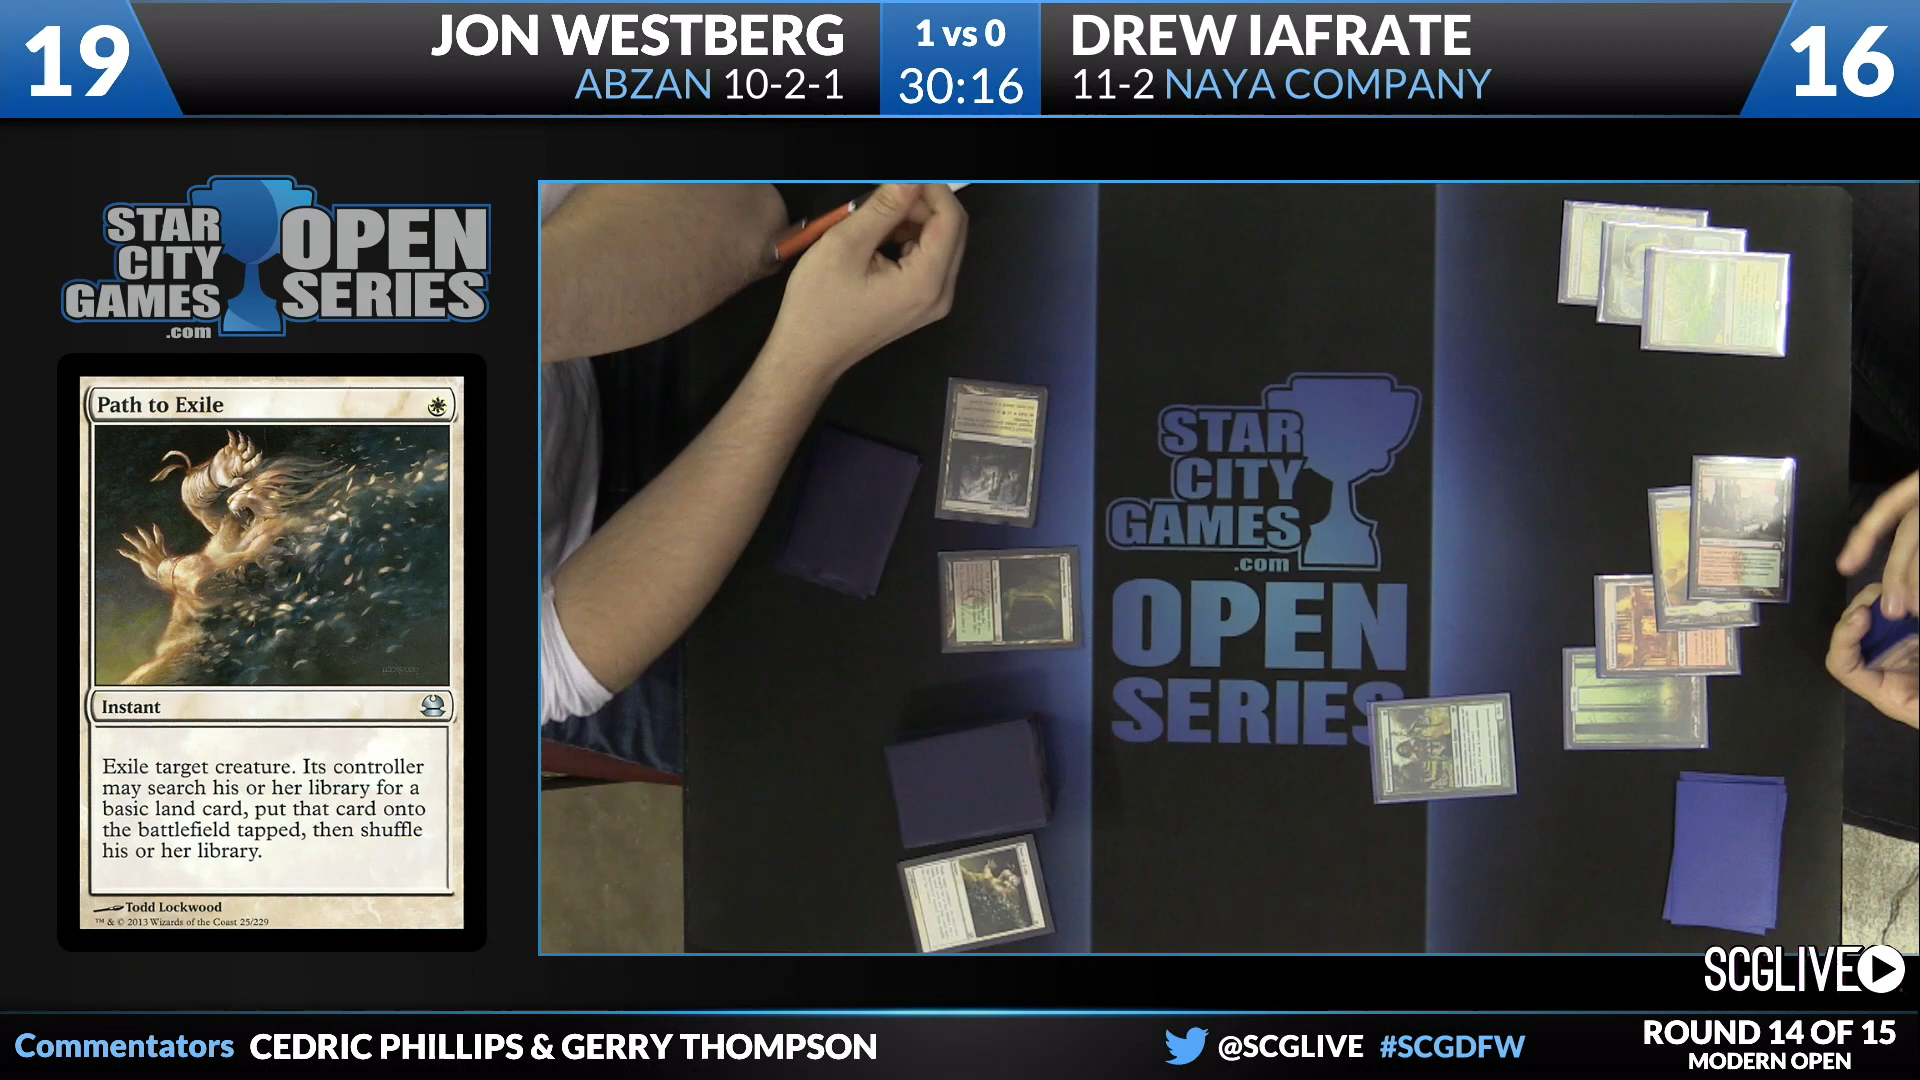 19
JON WESTBERG
ABZAN 10-2-1
1 vs 0
30:16
DREW IAFRATE
11-2 NAYA COMPANY
16
STAR
CITY
GAMES
.com
OPEN
SERIES
Path to Exile
Instant
Exile target creature. Its controller
may search his or her library for a
basic land card, put that card onto
the battlefield tapped, then shuffle
his or her library.
Todd Lockwood
™ & © 2013 Wizards of the Coast 25/229
STAR
CITY
GAMES
.com
OPEN
SERIES
SCGLIVE
Commentators CEDRIC PHILLIPS & GERRY THOMPSON
@SCGLIVE #SCGDFW
ROUND 14 OF 15
MODERN OPEN